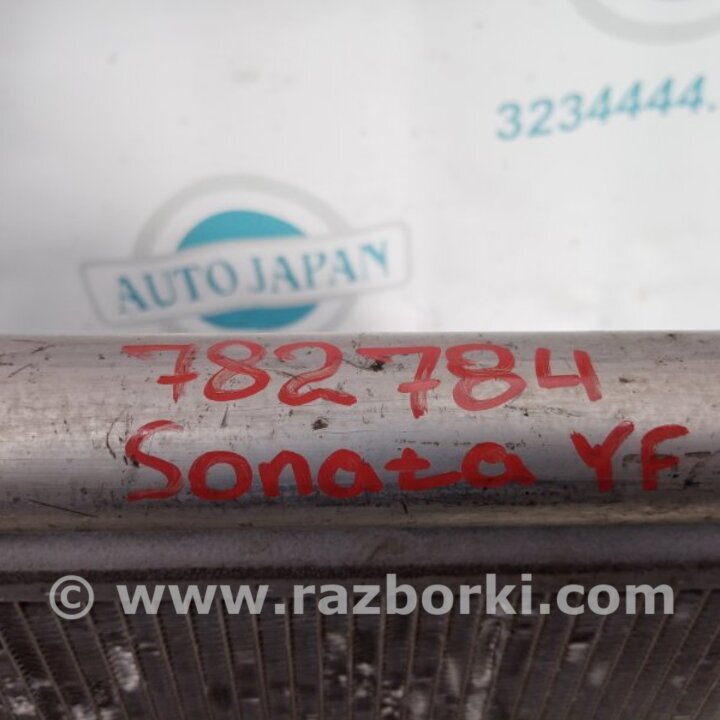 3234444.
AUTO JAPAN
782784
Sonata YF
© www.razborki.com